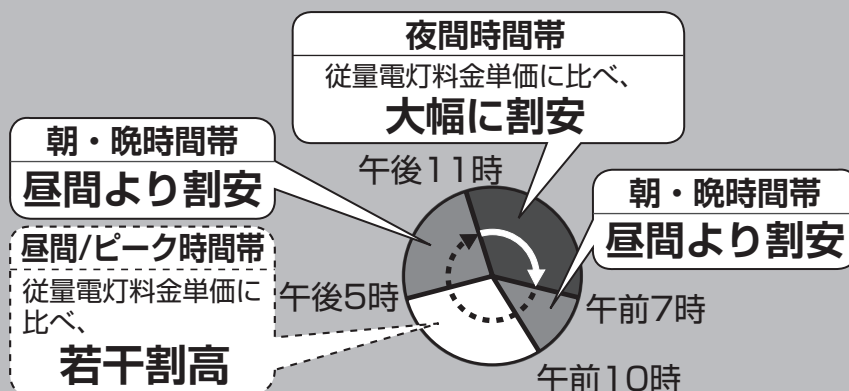 夜間時間帯
従量電灯料金単価に比べ、
大幅に割安
朝・晩時間帯
昼間より割安
午後11時
朝・晩時間帯
昼間より割安
昼間/ピーク時間帯
従量電灯料金単価に
比べ、
若干割高
午後5時
午前7時
午前10時